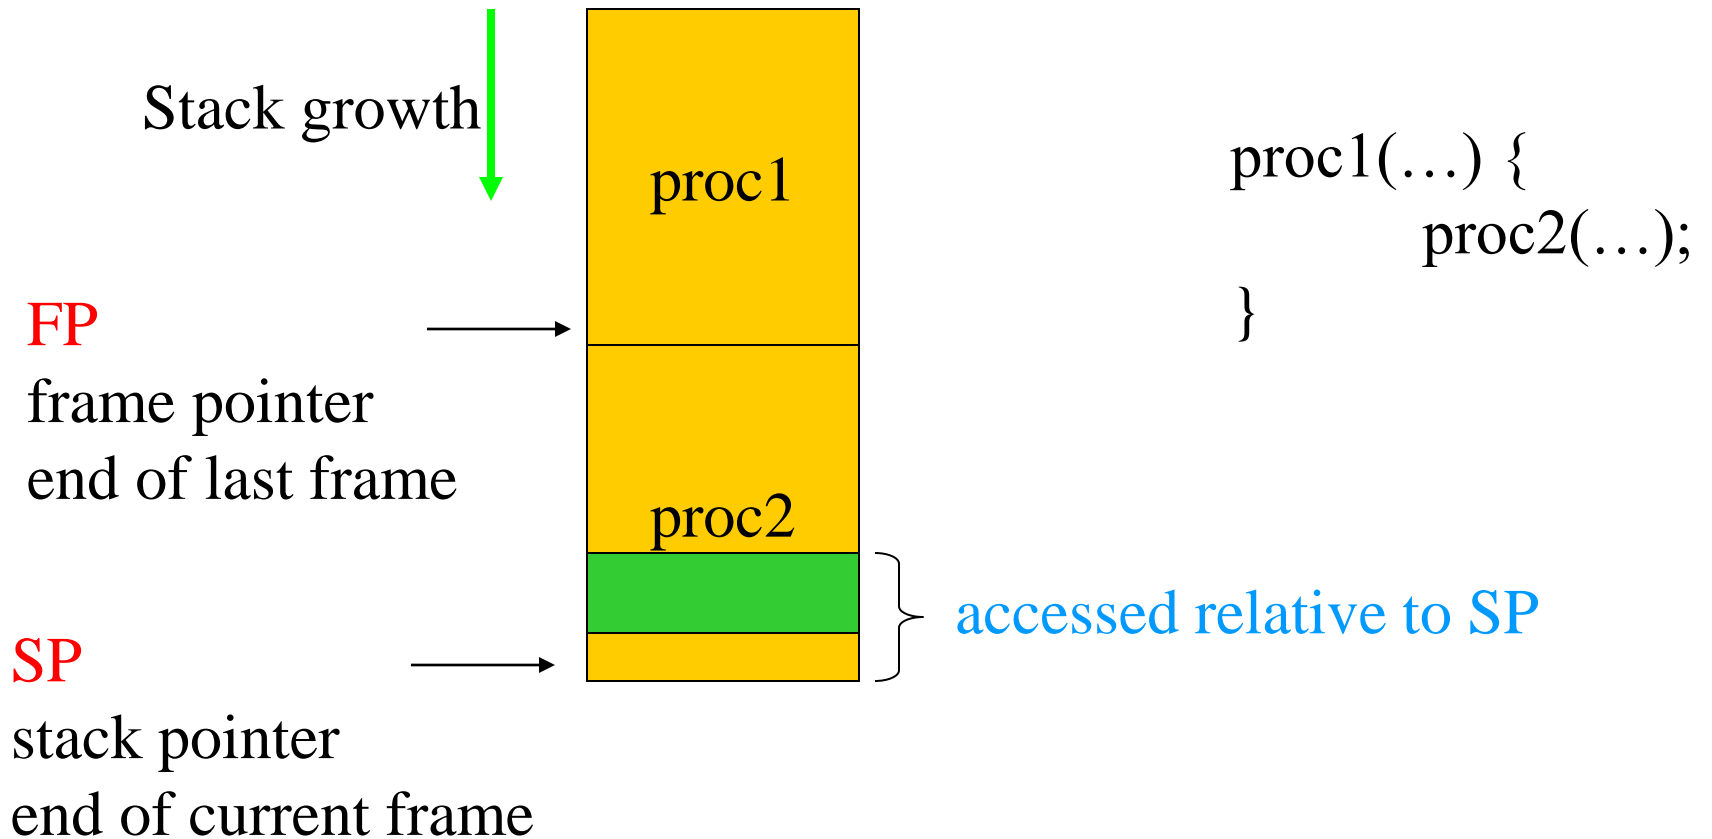 Stack growth
proc1
proc1(…) {
proc2(…);
}
FP
frame pointer
end of last frame
proc2
accessed relative to SP
SP
stack pointer
end of current frame